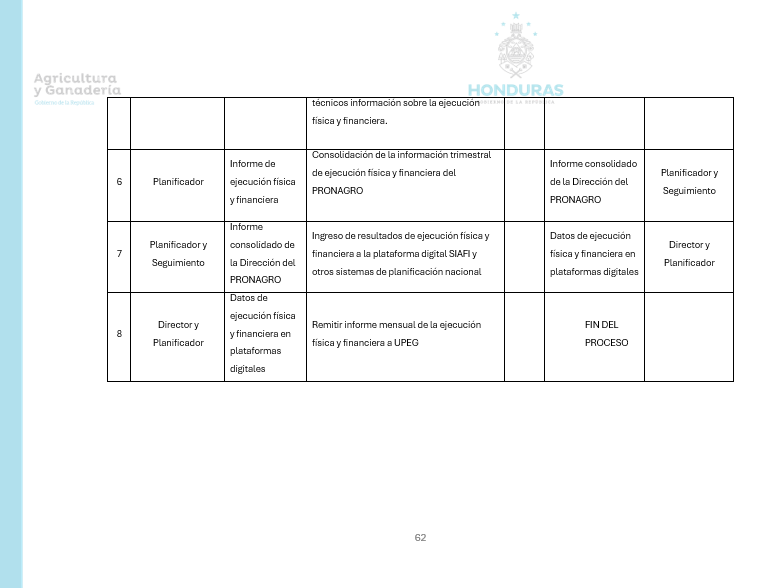 Agricultura
y Ganadería
Gobierno de la República
HONDURAS
GOBIERNO DE LA REPÚBLICA
técnicos información sobre la ejecución
física y financiera.
6
Planificador
Informe de
ejecución física
y financiera
Consolidación de la información trimestral
de ejecución física y financiera del
PRONAGRO
Informe consolidado
de la Dirección del
PRONAGRO
Planificador y
Seguimiento
7
Planificador y
Seguimiento
Informe
consolidado de
la Dirección del
PRONAGRO
Ingreso de resultados de ejecución física y
financiera a la plataforma digital SIAFI y
otros sistemas de planificación nacional
Datos de ejecución
física y financiera en
plataformas digitales
Director y
Planificador
8
Director y
Planificador
Datos de
ejecución física
y financiera en
plataformas
digitales
Remitir informe mensual de la ejecución
física y financiera a UPEG
FIN DEL
PROCESO
62